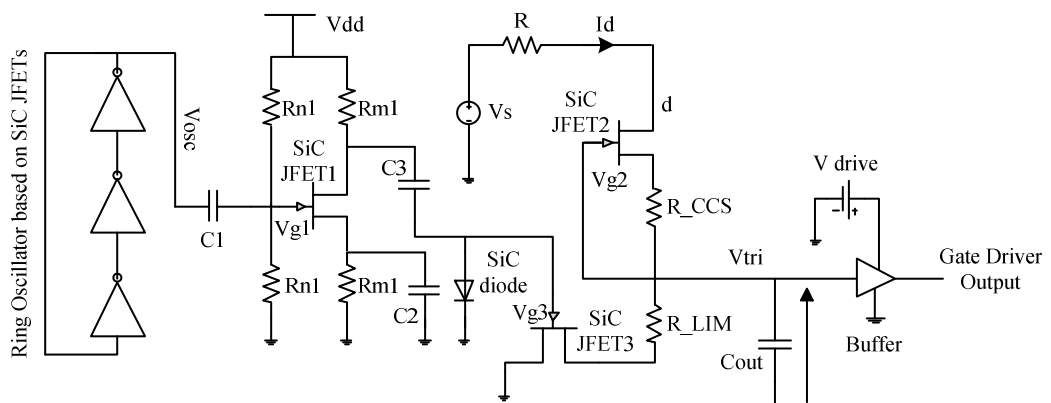 Ring Oscillator based on SiC JFETs
Vosc
C1
Vdd
Rn1
Rm1
SiC
JFET1
Vg1
Rn1
Rm1
C2
C3
SiC
diode
Vg3
SiC
JFET3
R
Id
Vs
d
SiC
JFET2
Vg2
R_CCS
R_LIM
Vtri
Cout
V drive
- +
Buffer
Gate Driver
Output